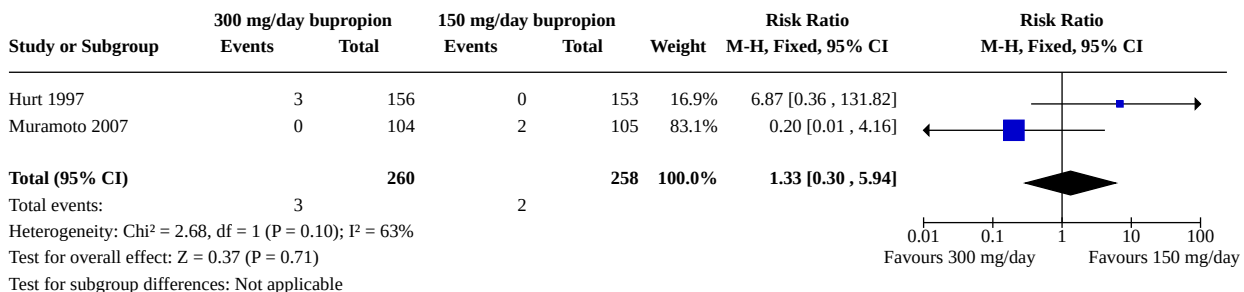 300 mg/day bupropion 150 mg/day bupropion Risk Ratio Risk Ratio
Study or Subgroup Events Total Events Total Weight M-H, Fixed, 95% CI M-H, Fixed, 95% CI
Hurt 1997 3 156 0 153 16.9% 6.87 [0.36 , 131.82]
Muramoto 2007 0 104 2 105 83.1% 0.20 [0.01 , 4.16]
Total (95% CI) 260 258 100.0% 1.33 [0.30 , 5.94]
Total events: 3 2
Heterogeneity: Chi² = 2.68, df = 1 (P = 0.10); I² = 63%
0.01 0.1 1 10 100
Test for overall effect: Z = 0.37 (P = 0.71)
Favours 300 mg/day Favours 150 mg/day
Test for subgroup differences: Not applicable